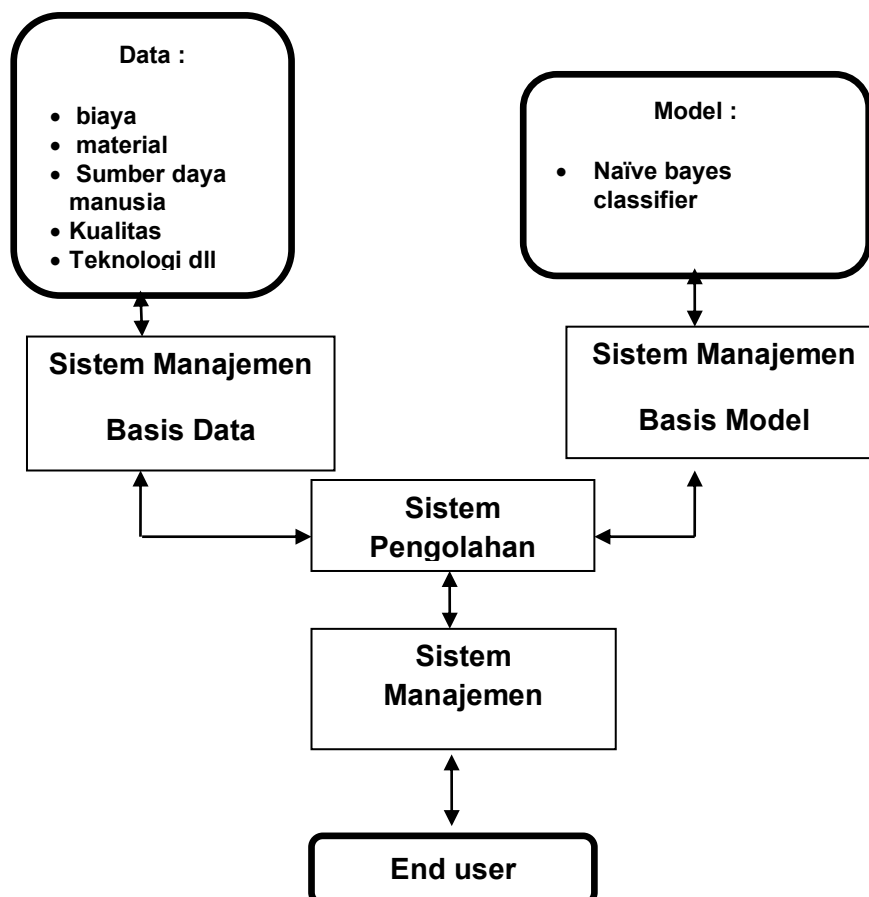 Data :
• biaya
• material
• Sumber daya
manusia
• Kualitas
• Teknologi dll
Model :
• Naïve bayes
classifier
Sistem Manajemen
Basis Data
Sistem Manajemen
Basis Model
Sistem
Pengolahan
Sistem
Manajemen
End user